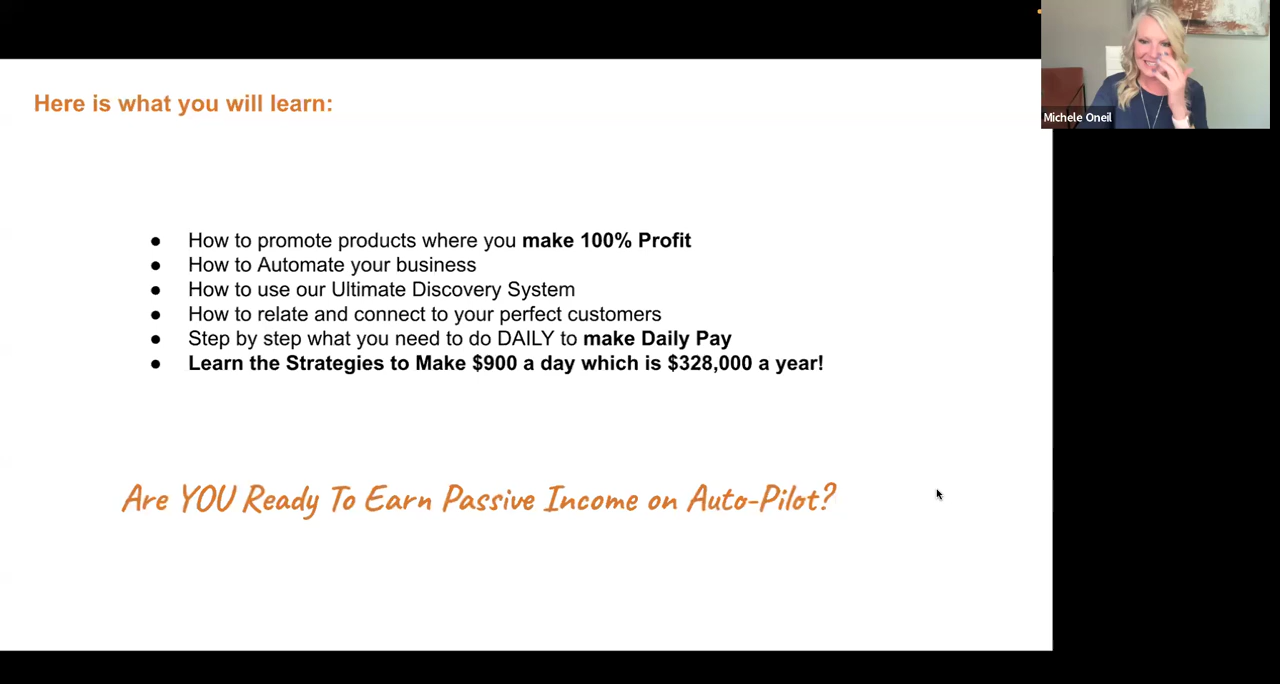 Here is what you will learn:
Michele Oneil
● How to promote products where you make 100% Profit
● How to Automate your business
● How to use our Ultimate Discovery System
● How to relate and connect to your perfect customers
● Step by step what you need to do DAILY to make Daily Pay
● Learn the Strategies to Make $900 a day which is $328,000 a year!
Are YOU Ready To Earn Passive Income on Auto-Pilot?